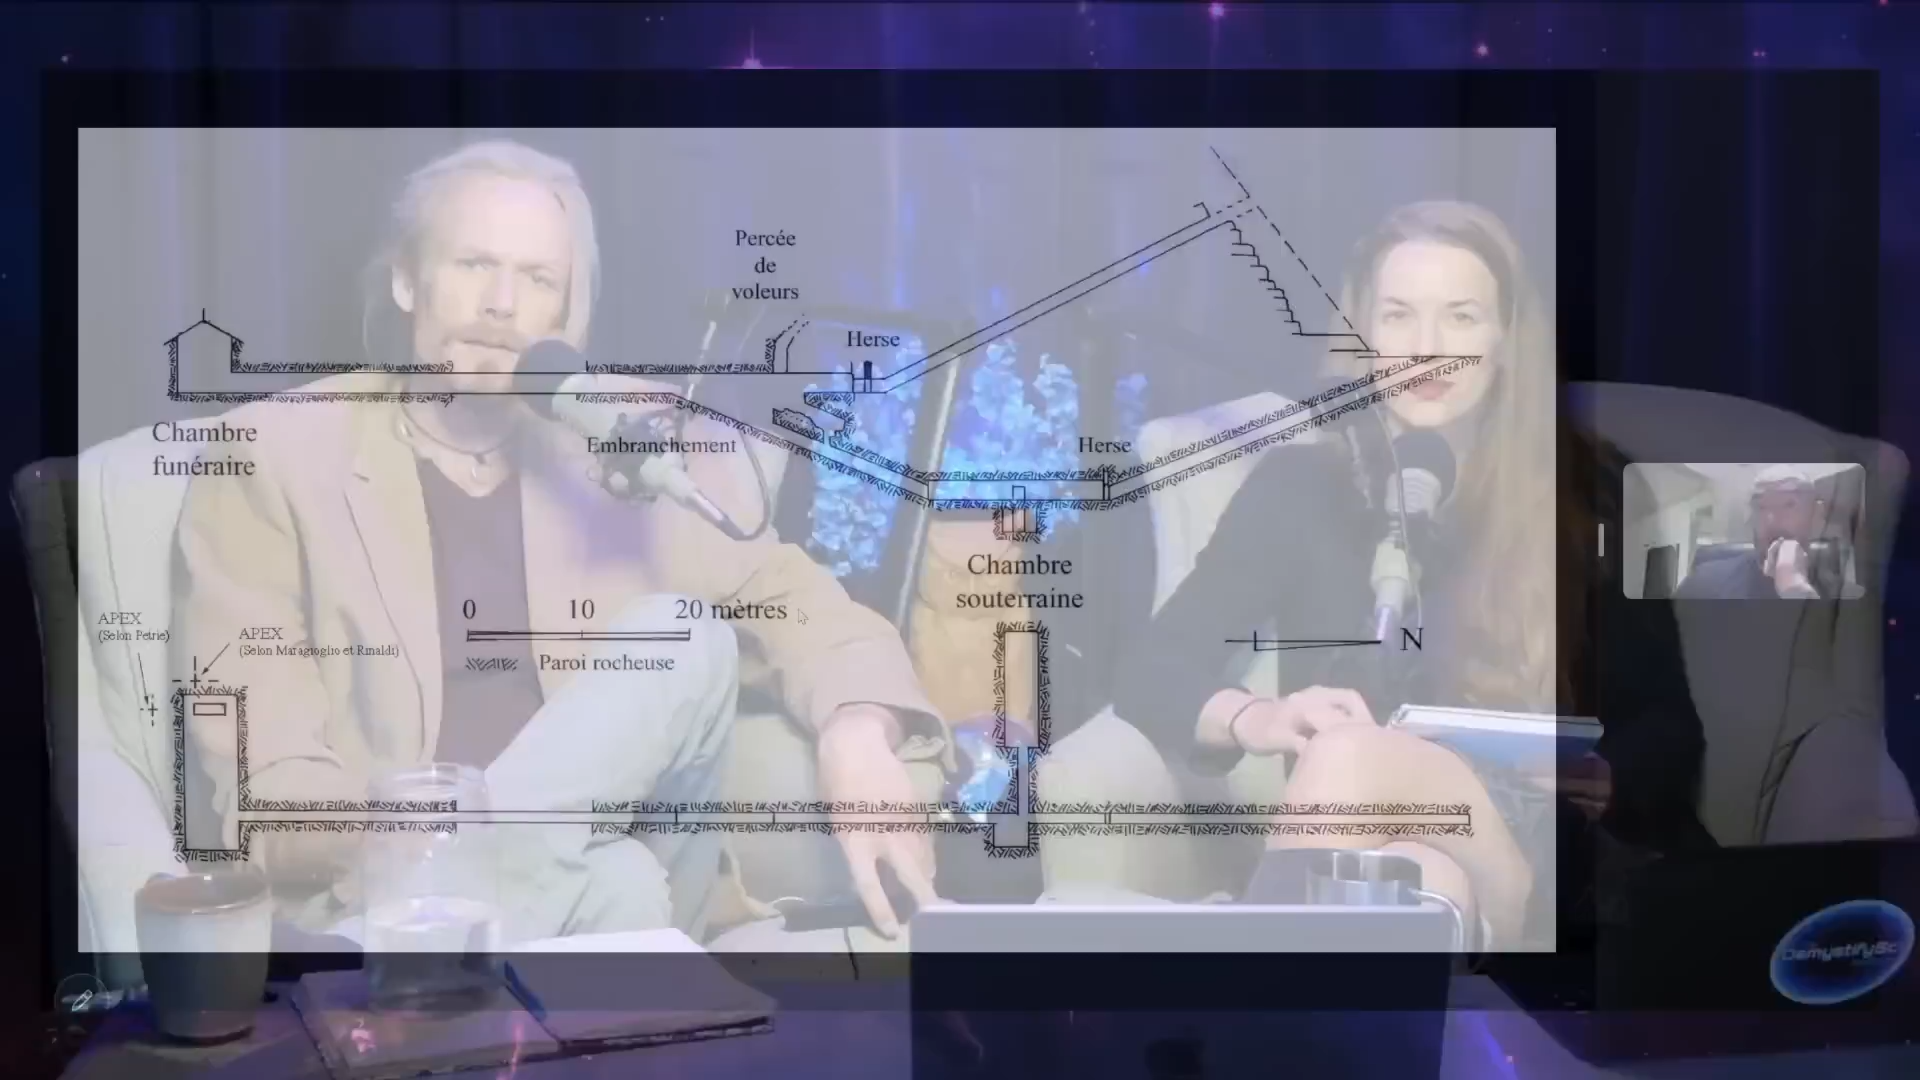 Percée
de
voleurs
Herse
Chambre
funéraire
Embranchement
Herse
Chambre
souterraine
0 10 20 mètres
Paroi rocheuse
N
APEX
(Selon Petrie)
APEX
(Selon Maragioglio et Rinaldi)
DemystifySci